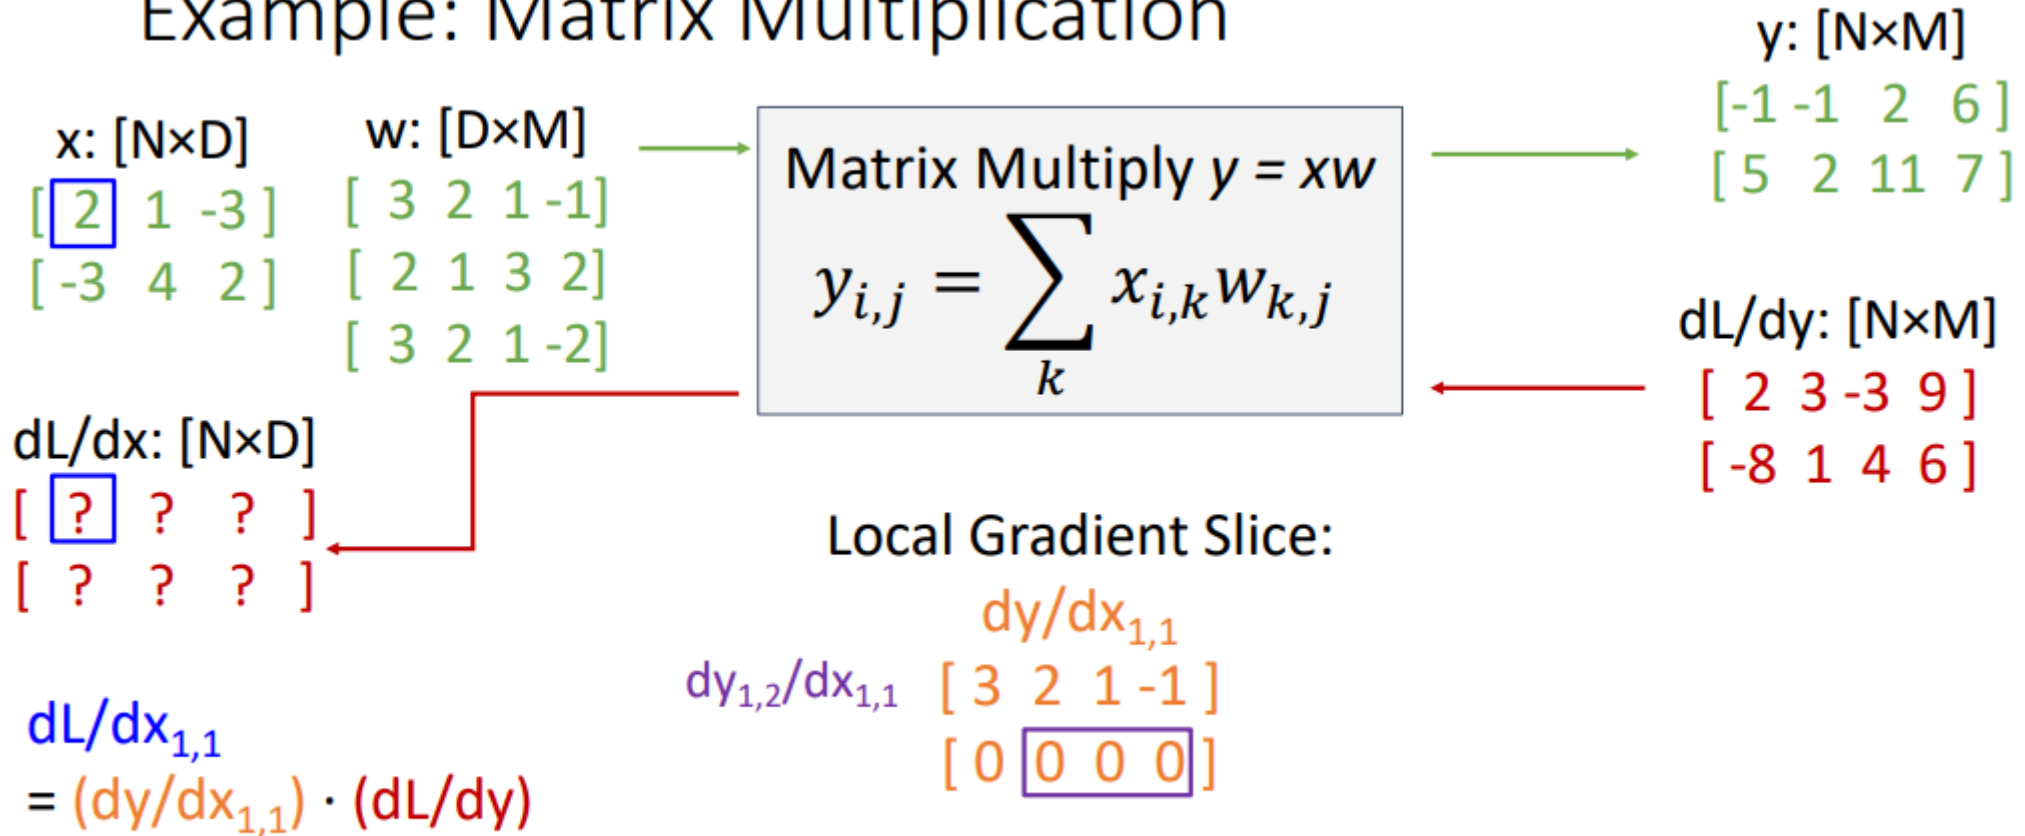 Example: Matrix Multiplication
x: [N×D]
[ 2 1 -3 ]
[ -3 4 2 ]
w: [D×M]
[ 3 2 1 -1]
[ 2 1 3 2]
[ 3 2 1 -2]
Matrix Multiply y = xw
y_{i,j} = ∑_k x_{i,k} w_{k,j}
y: [N×M]
[-1 -1 2 6 ]
[ 5 2 11 7 ]
dL/dy: [N×M]
[ 2 3 -3 9 ]
[ -8 1 4 6 ]
dL/dx: [N×D]
[ ? ? ? ]
[ ? ? ? ]
Local Gradient Slice:
dy/dx_{1,1}
dy_{1,2}/dx_{1,1} [ 3 2 1 -1 ]
[ 0 0 0 0 ]
dL/dx_{1,1}
= (dy/dx_{1,1}) · (dL/dy)